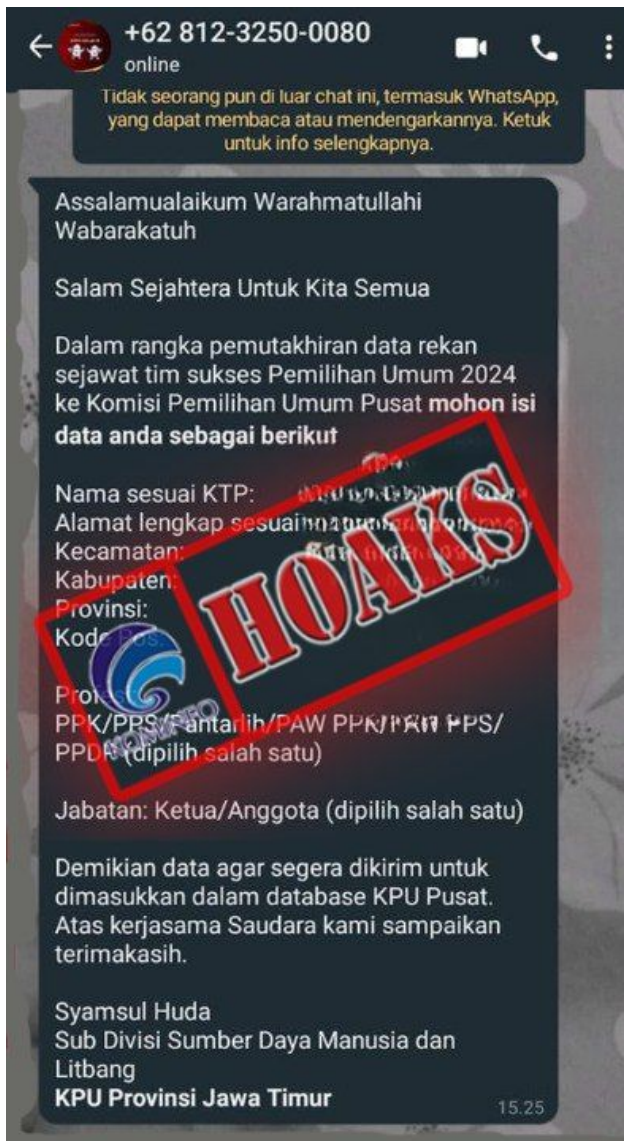 +62 812-3250-0080
online
Tidak seorang pun di luar chat ini, termasuk WhatsApp,
yang dapat membaca atau mendengarkannya. Ketuk
untuk info selengkapnya.
Assalamualaikum Warahmatullahi
Wabarakatuh
Salam Sejahtera Untuk Kita Semua
Dalam rangka pemutakhiran data rekan
sejawat tim sukses Pemilihan Umum 2024
ke Komisi Pemilihan Umum Pusat mohon isi
data anda sebagai berikut
Nama sesuai KTP:
Alamat lengkap sesuai
Kecamatan:
Kabupaten:
Provinsi:
Kode Pos:
HOAKS
KOMINFO
PPK/PPS/Pantarlih/PAW PPK/PAW PPS/
(dipilih salah satu)
Jabatan: Ketua/Anggota (dipilih salah satu)
Demikian data agar segera dikirim untuk
dimasukkan dalam database KPU Pusat.
Atas kerjasama Saudara kami sampaikan
terimakasih.
Syamsul Huda
Sub Divisi Sumber Daya Manusia dan
Litbang
KPU Provinsi Jawa Timur
15.25